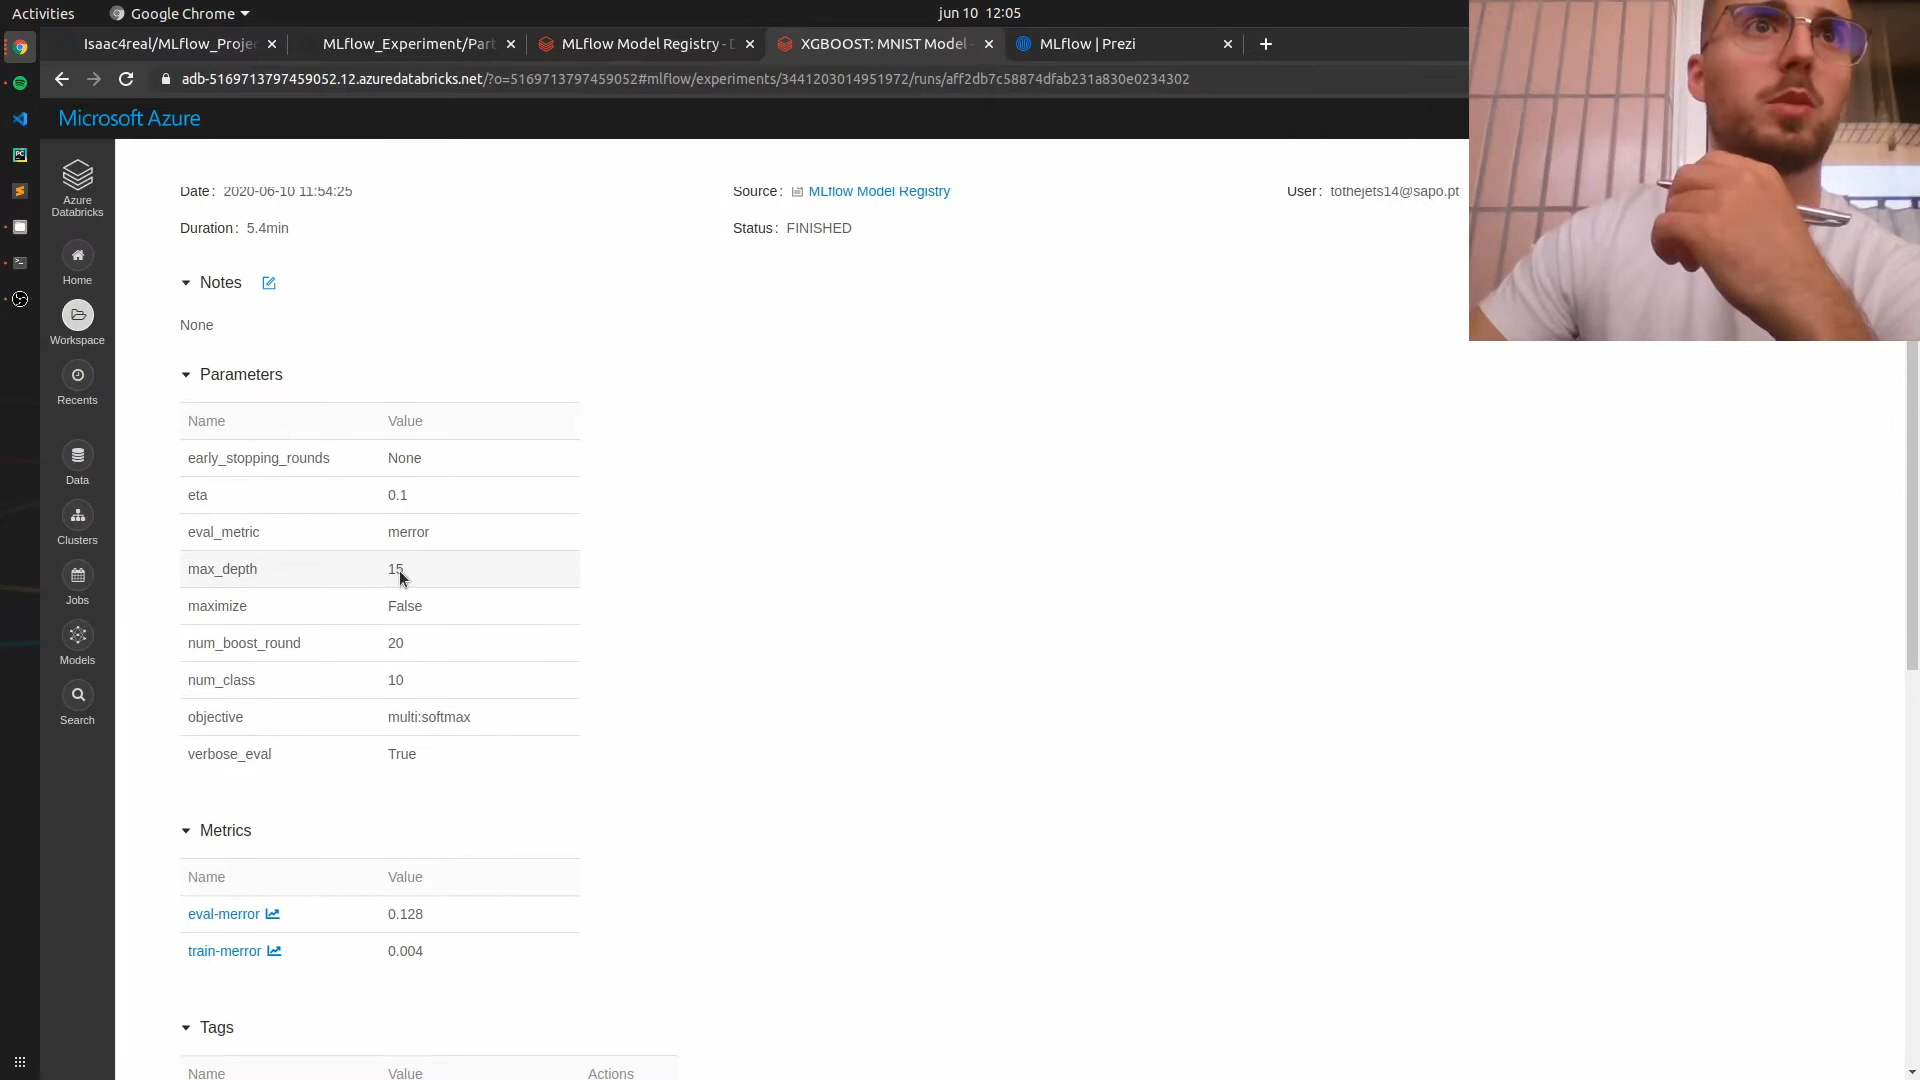 Activities
Google Chrome
jun 10 12:05
Isaac4real/MLflow_Proje
MLflow_Experiment/Part
MLflow Model Registry - D
XGBOOST: MNIST Model -
MLflow | Prezi
adb-5169713797459052.12.azuredatabricks.net/?o=5169713797459052#mlflow/experiments/3441203014951972/runs/aff2db7c58874dfab231a830e0234302
Microsoft Azure
Azure
Databricks
Home
Workspace
Recents
Data
Clusters
Jobs
Models
Search
Date: 2020-06-10 11:54:25
Source: MLflow Model Registry
User: tothejets14@sapo.pt
Duration: 5.4min
Status: FINISHED
Notes
None
Parameters
Name Value
early_stopping_rounds None
eta 0.1
eval_metric merror
max_depth 15
maximize False
num_boost_round 20
num_class 10
objective multi:softmax
verbose_eval True
Metrics
Name Value
eval-merror 0.128
train-merror 0.004
Tags
Name Value Actions